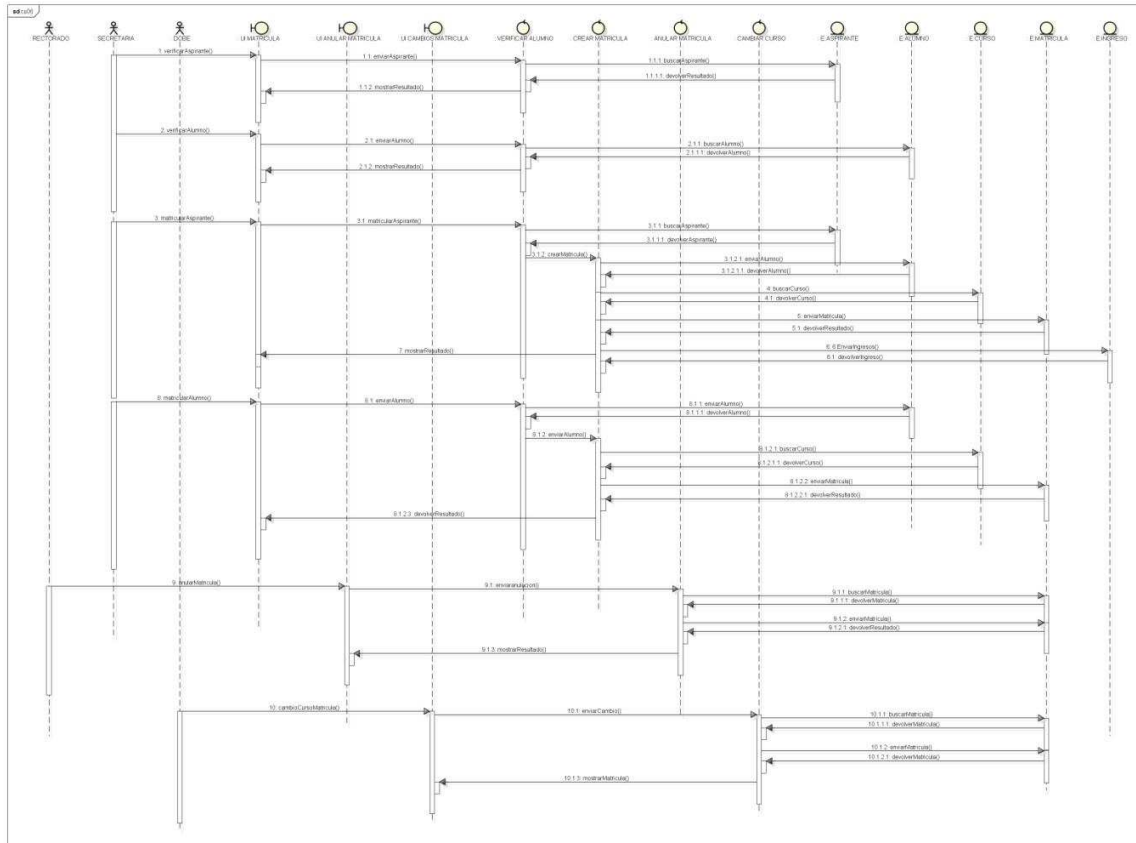 sd cu06
RECTORADO SECRETARIA DOBE UI MATRICULA UI ANULAR MATRICULA UI CAMBIOS MATRICULA : VERIFICAR ALUMNO CREAR MATRICULA ANULAR MATRICULA CAMBIAR CURSO E.ASPIRANTE E.ALUMNO E.CURSO E.MATRICULA E.INGRESO
1: verificarAspirante()
1.1: enviarAspirante()
1.1.1: buscarAspirante()
1.1.1.1: devolverResultado()
1.1.2: mostrarResultado()
2: verificarAlumno()
2.1: enviarAlumno()
2.1.1: buscarAlumno()
2.1.1.1: devolverAlumno()
2.1.2: mostrarResultado()
3: matricularAspirante()
3.1: matricularAspirante()
3.1.1: buscarAspirante()
3.1.1.1: devolverAspirante()
3.1.2: crearMatricula()
3.1.2.1: enviarAlumno()
3.1.2.1.1: devolverAlumno()
4: buscarCurso()
4.1: devolverCurso()
5: enviarMatricula()
5.1: devolverResultado()
6: 6.EnviarIngresos()
7: mostrarResultado()
6.1: devolverIngreso()
8: matricularAlumno()
8.1: enviarAlumno()
8.1.1: enviarAlumno()
8.1.1.1: devolverAlumno()
8.1.2: enviarAlumno()
8.1.2.1: buscarCurso()
8.1.2.1.1: devolverCurso()
8.1.2.2: enviarMatricula()
8.1.2.2.1: devolverResultado()
8.1.2.3: devolverResultado()
9: anularMatricula()
9.1: enviaranulacion()
9.1.1: buscarMatricula()
9.1.1.1: devolverMatricula()
9.1.2: enviarMatricula()
9.1.2.1: devolverResultado()
9.1.3: mostrarResultado()
10: cambioCursoMatricula()
10.1: enviarCambio()
10.1.1: buscarMatricula()
10.1.1.1: devolverMatricula()
10.1.2: enviarMatricula()
10.1.2.1: devolverMatricula()
10.1.3: mostrarMatricula()